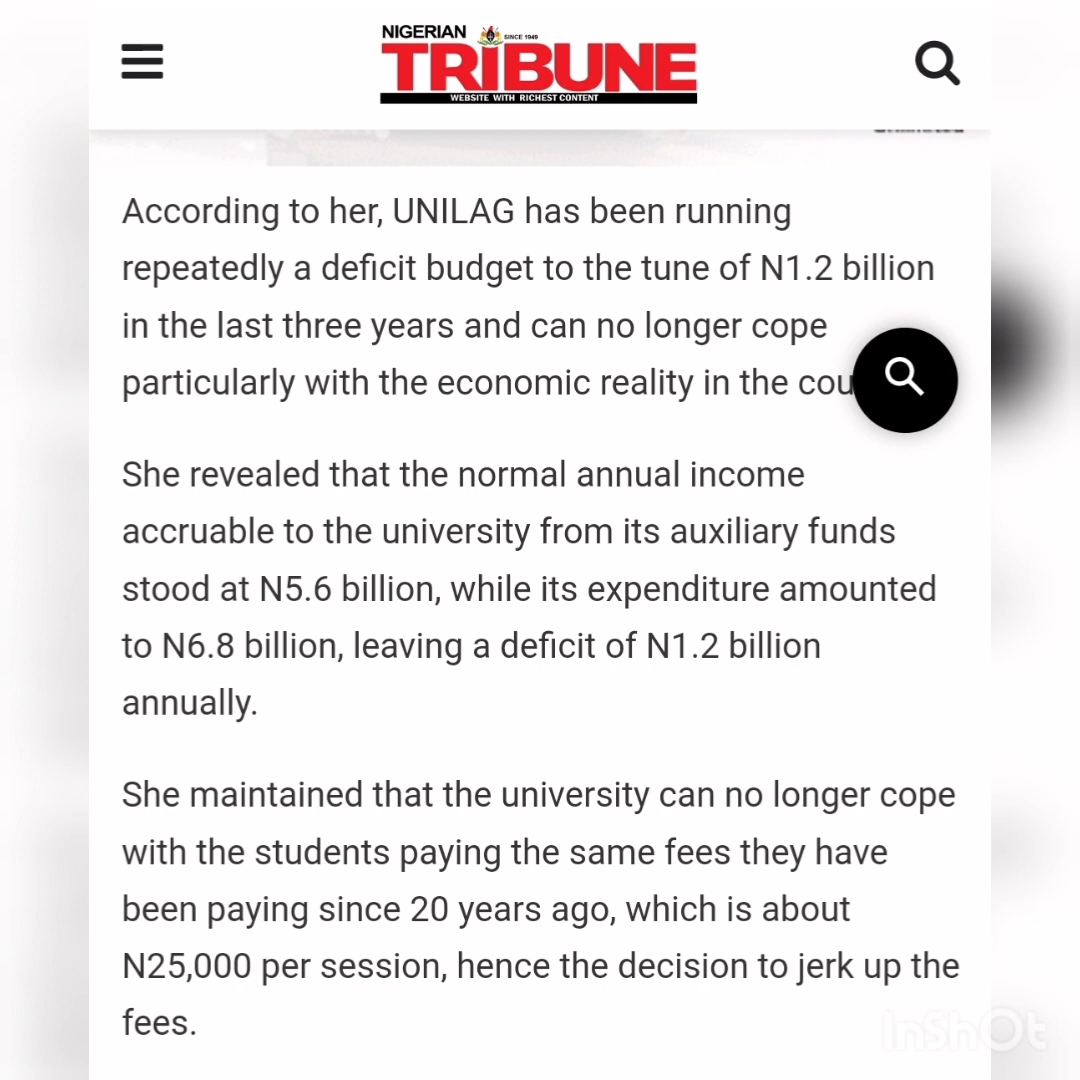 NIGERIAN
SINCE 1949
TRIBUNE
WEBSITE WITH RICHEST CONTENT
According to her, UNILAG has been running
repeatedly a deficit budget to the tune of N1.2 billion
in the last three years and can no longer cope
particularly with the economic reality in the cou
She revealed that the normal annual income
accruable to the university from its auxiliary funds
stood at N5.6 billion, while its expenditure amounted
to N6.8 billion, leaving a deficit of N1.2 billion
annually.
She maintained that the university can no longer cope
with the students paying the same fees they have
been paying since 20 years ago, which is about
N25,000 per session, hence the decision to jerk up the
fees.
InShOt